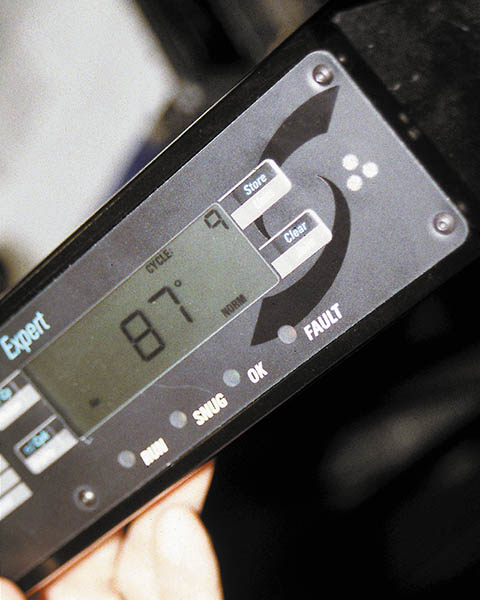 Expert
Store
Clear
CYCLE 9
87°
NORM
RUN
SNUG
OK
FAULT